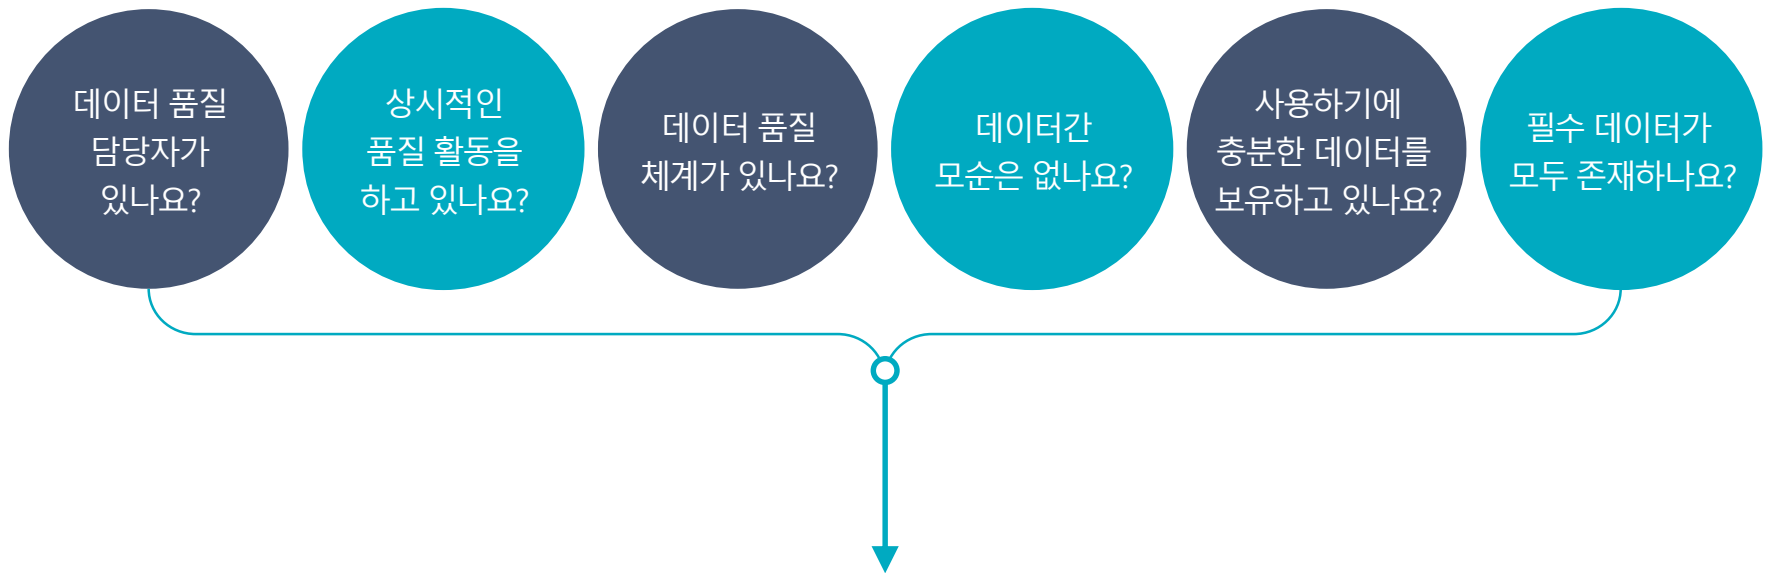 데이터 품질
담당자가
있나요?
상시적인
품질 활동을
하고 있나요?
데이터 품질
체계가 있나요?
데이터간
모순은 없나요?
사용하기에
충분한 데이터를
보유하고 있나요?
필수 데이터가
모두 존재하나요?